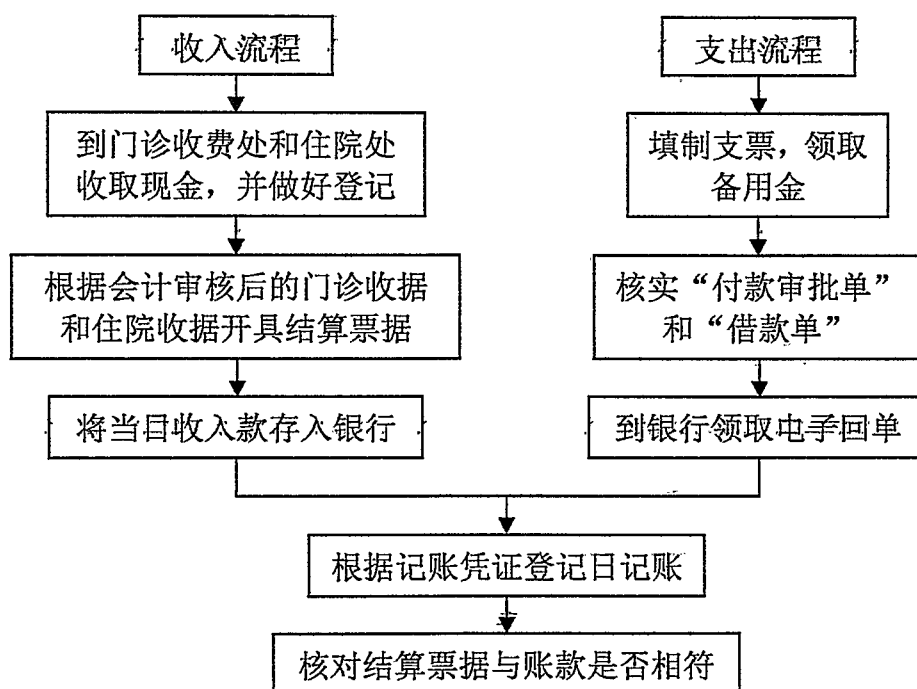 收入流程
到门诊收费处和住院处
收取现金，并做好登记
根据会计审核后的门诊收据
和住院收据开具结算票据
将当日收入款存入银行
支出流程
填制支票，领取
备用金
核实“付款审批单”
和“借款单”
到银行领取电子回单
根据记账凭证登记日记账
核对结算票据与账款是否相符